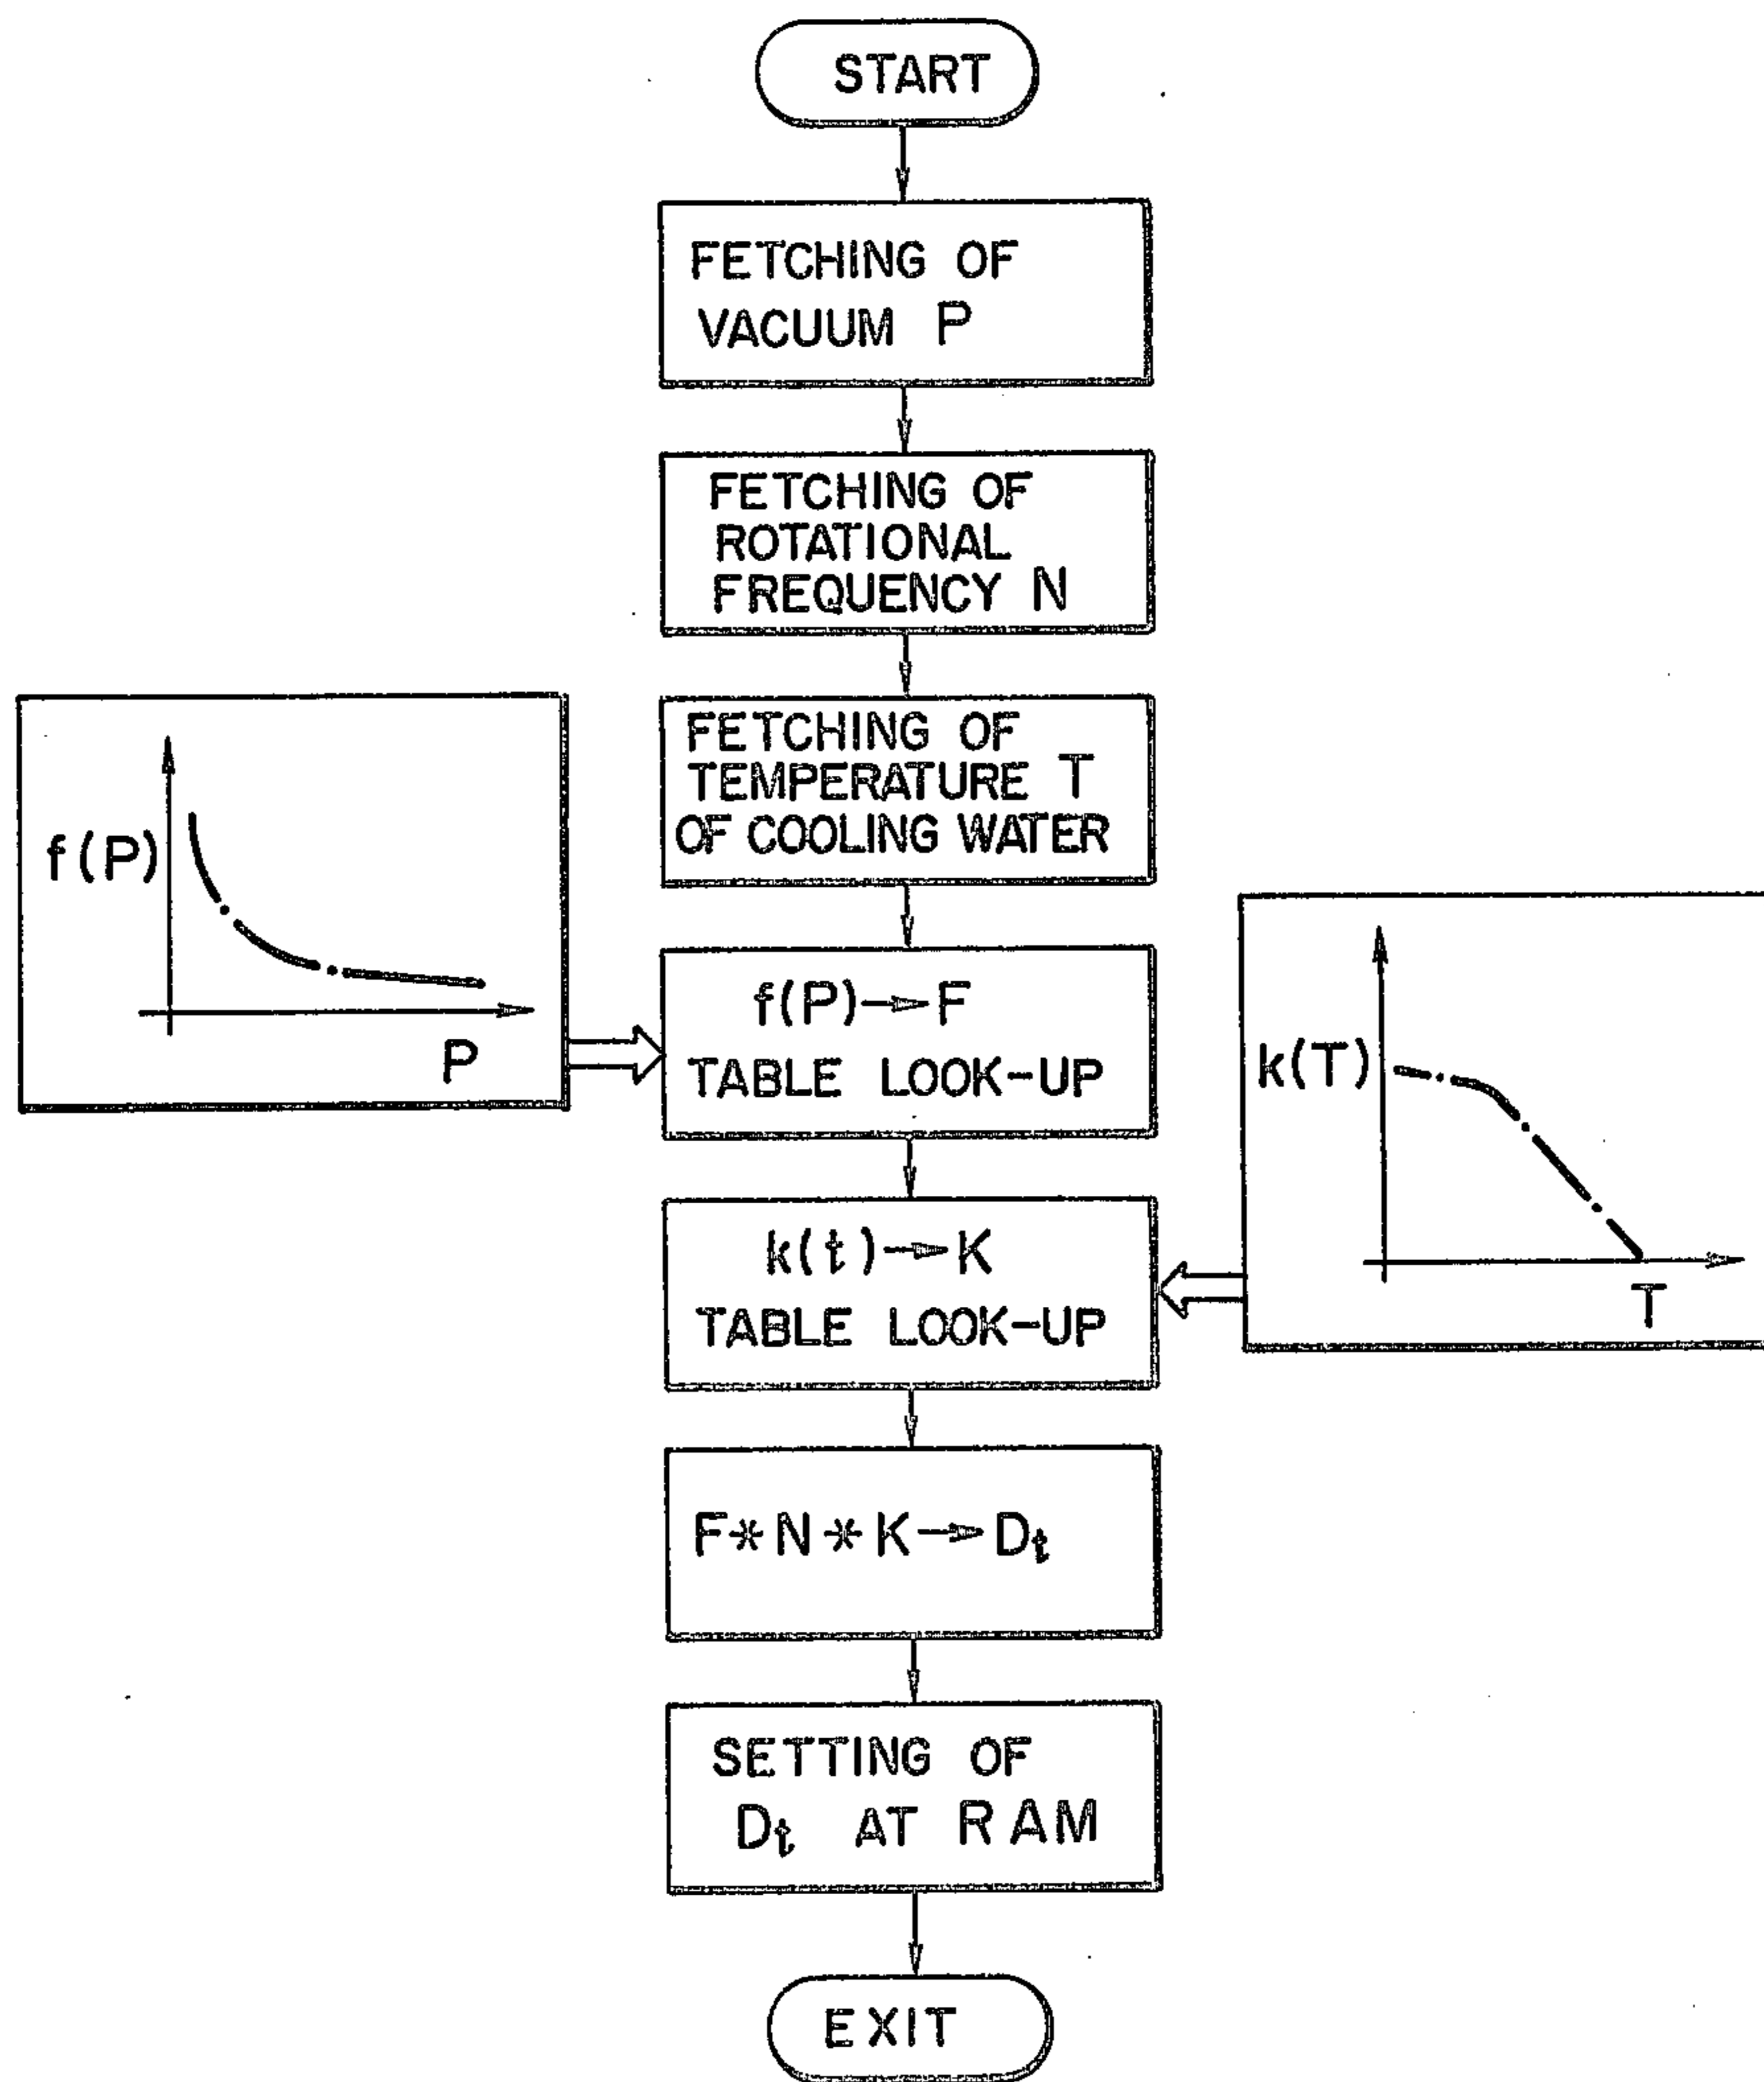 START
FETCHING OF
VACUUM P
FETCHING OF
ROTATIONAL
FREQUENCY N
FETCHING OF
TEMPERATURE T
OF COOLING WATER
f(P)
P
f(P)→F
TABLE LOOK-UP
k(T)
T
k(t)→K
TABLE LOOK-UP
F*N*K→Dt
SETTING OF
Dt AT RAM
EXIT